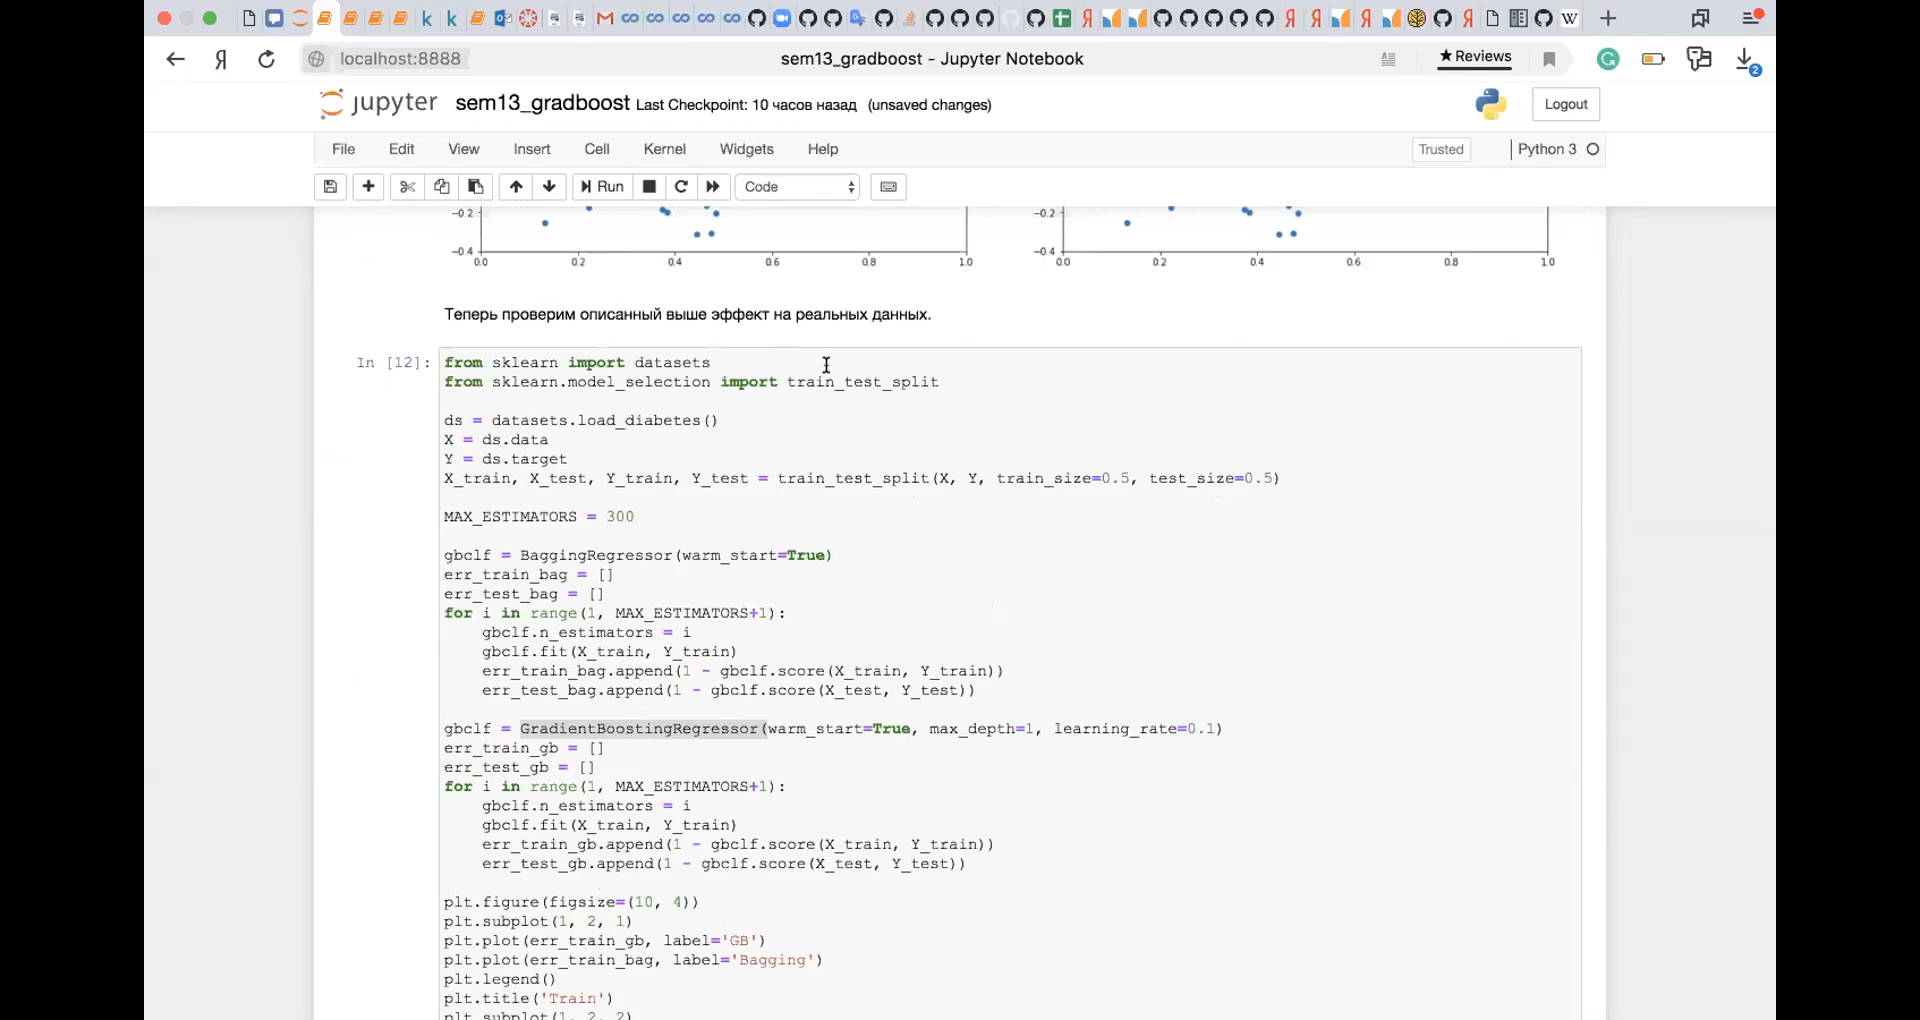 localhost:8888
sem13_gradboost - Jupyter Notebook
★Reviews
2
jupyter sem13_gradboost Last Checkpoint: 10 часов назад (unsaved changes)
Logout
File Edit View Insert Cell Kernel Widgets Help
Trusted
Python 3
Run
Code
−0.2
−0.4
0.0 0.2 0.4 0.6 0.8 1.0
−0.2
−0.4
0.0 0.2 0.4 0.6 0.8 1.0
Теперь проверим описанный выше эффект на реальных данных.
In [12]:
from sklearn import datasets
from sklearn.model_selection import train_test_split
ds = datasets.load_diabetes()
X = ds.data
Y = ds.target
X_train, X_test, Y_train, Y_test = train_test_split(X, Y, train_size=0.5, test_size=0.5)
MAX_ESTIMATORS = 300
gbclf = BaggingRegressor(warm_start=True)
err_train_bag = []
err_test_bag = []
for i in range(1, MAX_ESTIMATORS+1):
    gbclf.n_estimators = i
    gbclf.fit(X_train, Y_train)
    err_train_bag.append(1 - gbclf.score(X_train, Y_train))
    err_test_bag.append(1 - gbclf.score(X_test, Y_test))
gbclf = GradientBoostingRegressor(warm_start=True, max_depth=1, learning_rate=0.1)
err_train_gb = []
err_test_gb = []
for i in range(1, MAX_ESTIMATORS+1):
    gbclf.n_estimators = i
    gbclf.fit(X_train, Y_train)
    err_train_gb.append(1 - gbclf.score(X_train, Y_train))
    err_test_gb.append(1 - gbclf.score(X_test, Y_test))
plt.figure(figsize=(10, 4))
plt.subplot(1, 2, 1)
plt.plot(err_train_gb, label='GB')
plt.plot(err_train_bag, label='Bagging')
plt.legend()
plt.title('Train')
plt.subplot(1, 2, 2)